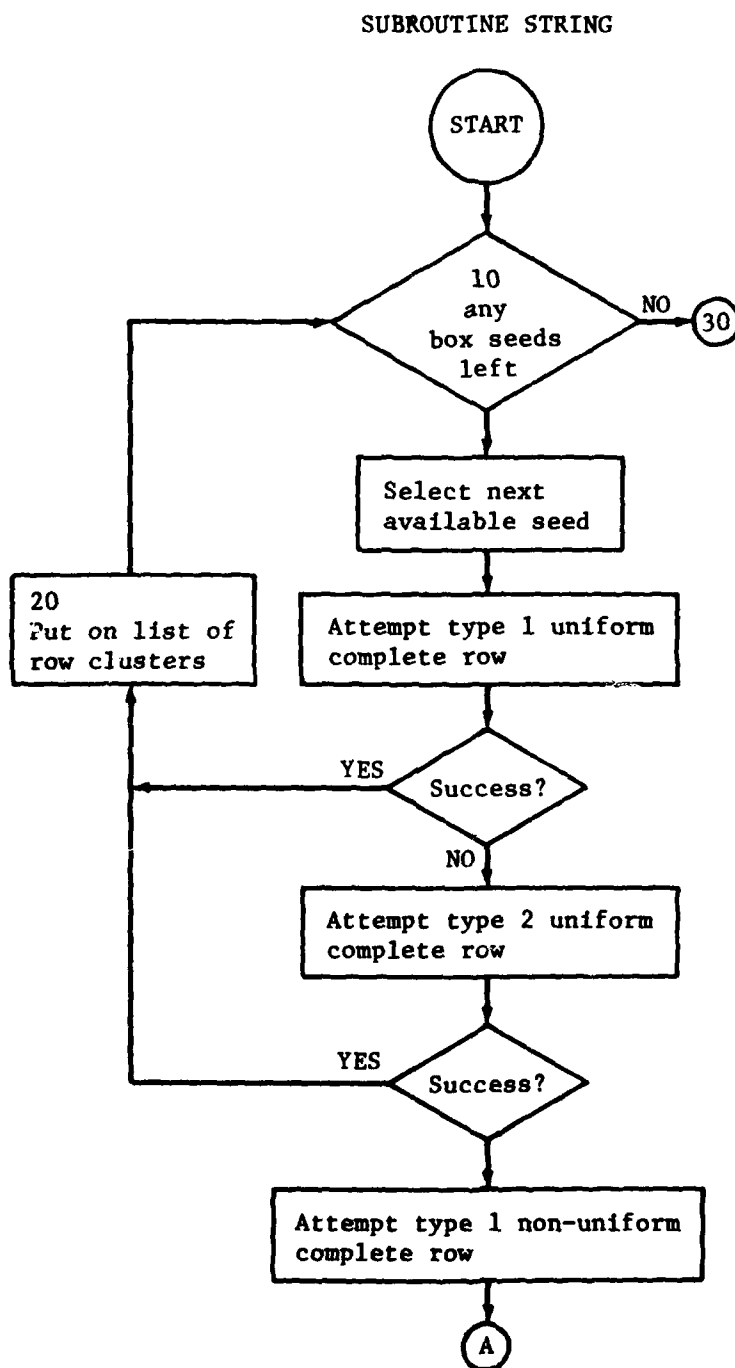 SUBROUTINE STRING
START
10
any
box seeds
left
NO
30
Select next
available seed
20
Put on list of
row clusters
Attempt type 1 uniform
complete row
YES
Success?
NO
Attempt type 2 uniform
complete row
YES
Success?
Attempt type 1 non-uniform
complete row
A